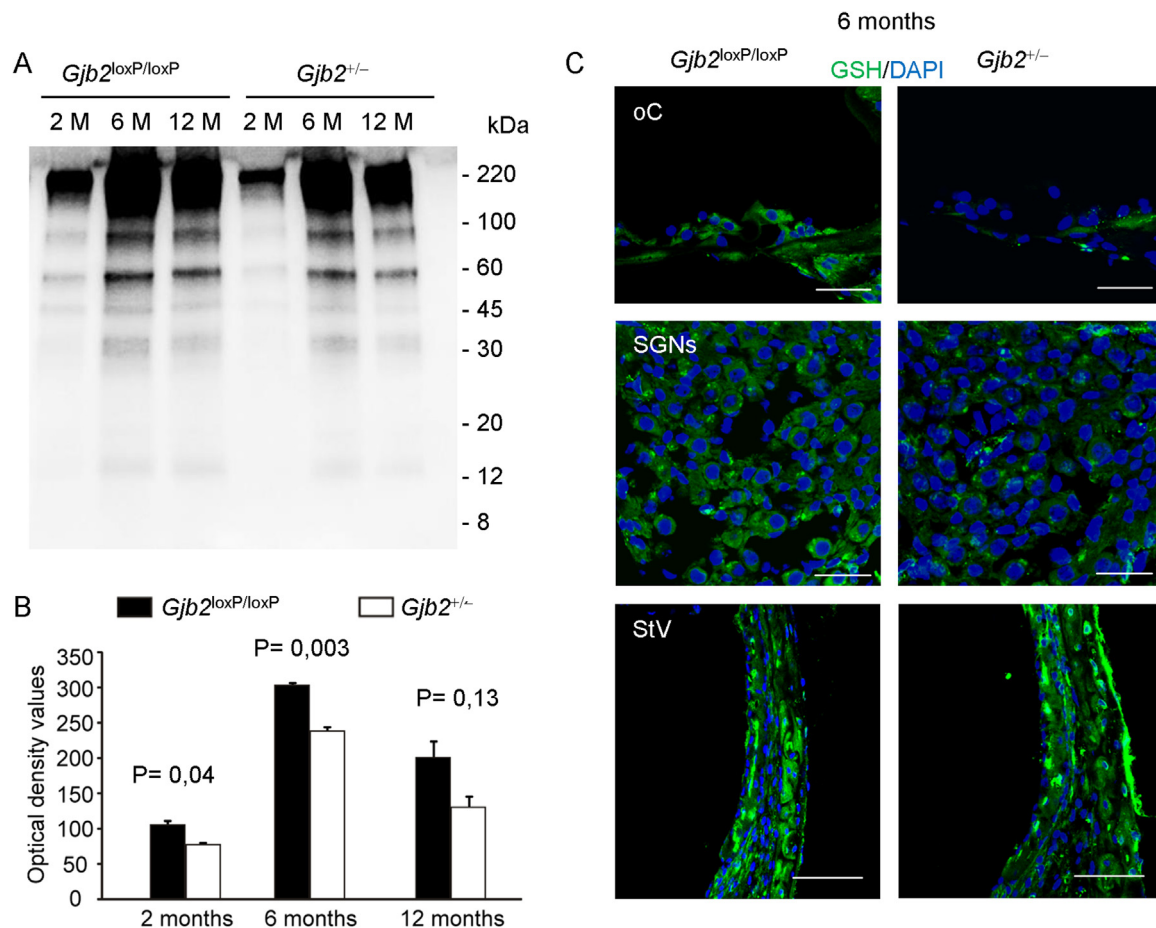 A
Gjb2loxP/loxP Gjb2+/–
2 M 6 M 12 M 2 M 6 M 12 M kDa
- 220
- 100
- 60
- 45
- 30
- 20
- 12
- 8
B
Gjb2loxP/loxP Gjb2+/–
Optical density values
350
300
250
200
150
100
50
0
P= 0,04
P= 0,003
P= 0,13
2 months 6 months 12 months
6 months
C
Gjb2loxP/loxP GSH/DAPI Gjb2+/–
oC
SGNs
StV